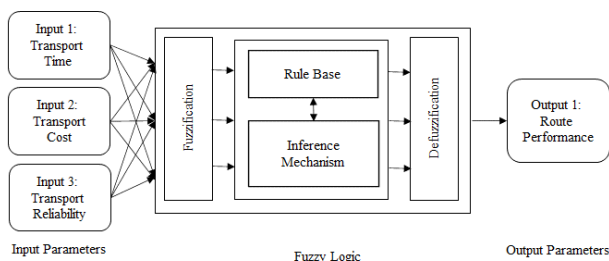 Input 1:
Transport
Time
Input 2:
Transport
Cost
Input 3:
Transport
Reliability
Input Parameters
Fuzzification
Rule Base
Inference
Mechanism
Defuzzification
Fuzzy Logic
Output 1:
Route
Performance
Output Parameters